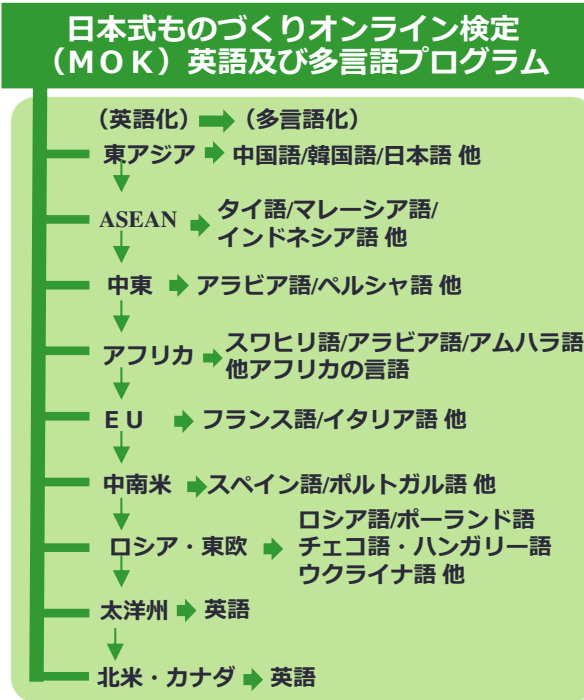 日本式ものづくりオンライン検定
（ＭＯＫ）英語及び多言語プログラム
（英語化）（多言語化）
東アジア 中国語/韓国語/日本語 他
ASEAN タイ語/マレーシア語/
インドネシア語 他
中東 アラビア語/ペルシャ語 他
アフリカ スワヒリ語/アラビア語/アムハラ語
他アフリカの言語
ＥＵ フランス語/イタリア語 他
中南米 スペイン語/ポルトガル語 他
ロシア・東欧 ロシア語/ポーランド語
チェコ語・ハンガリー語
ウクライナ語 他
太洋州 英語
北米・カナダ 英語